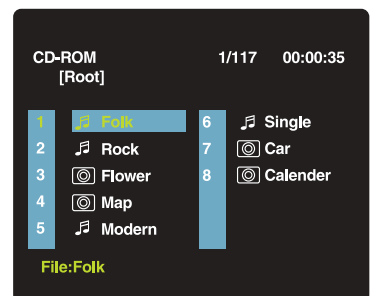 CD-ROM 1/117 00:00:35
[Root]
1 Folk 6 Single
2 Rock 7 Car
3 Flower 8 Calender
4 Map
5 Modern
File:Folk